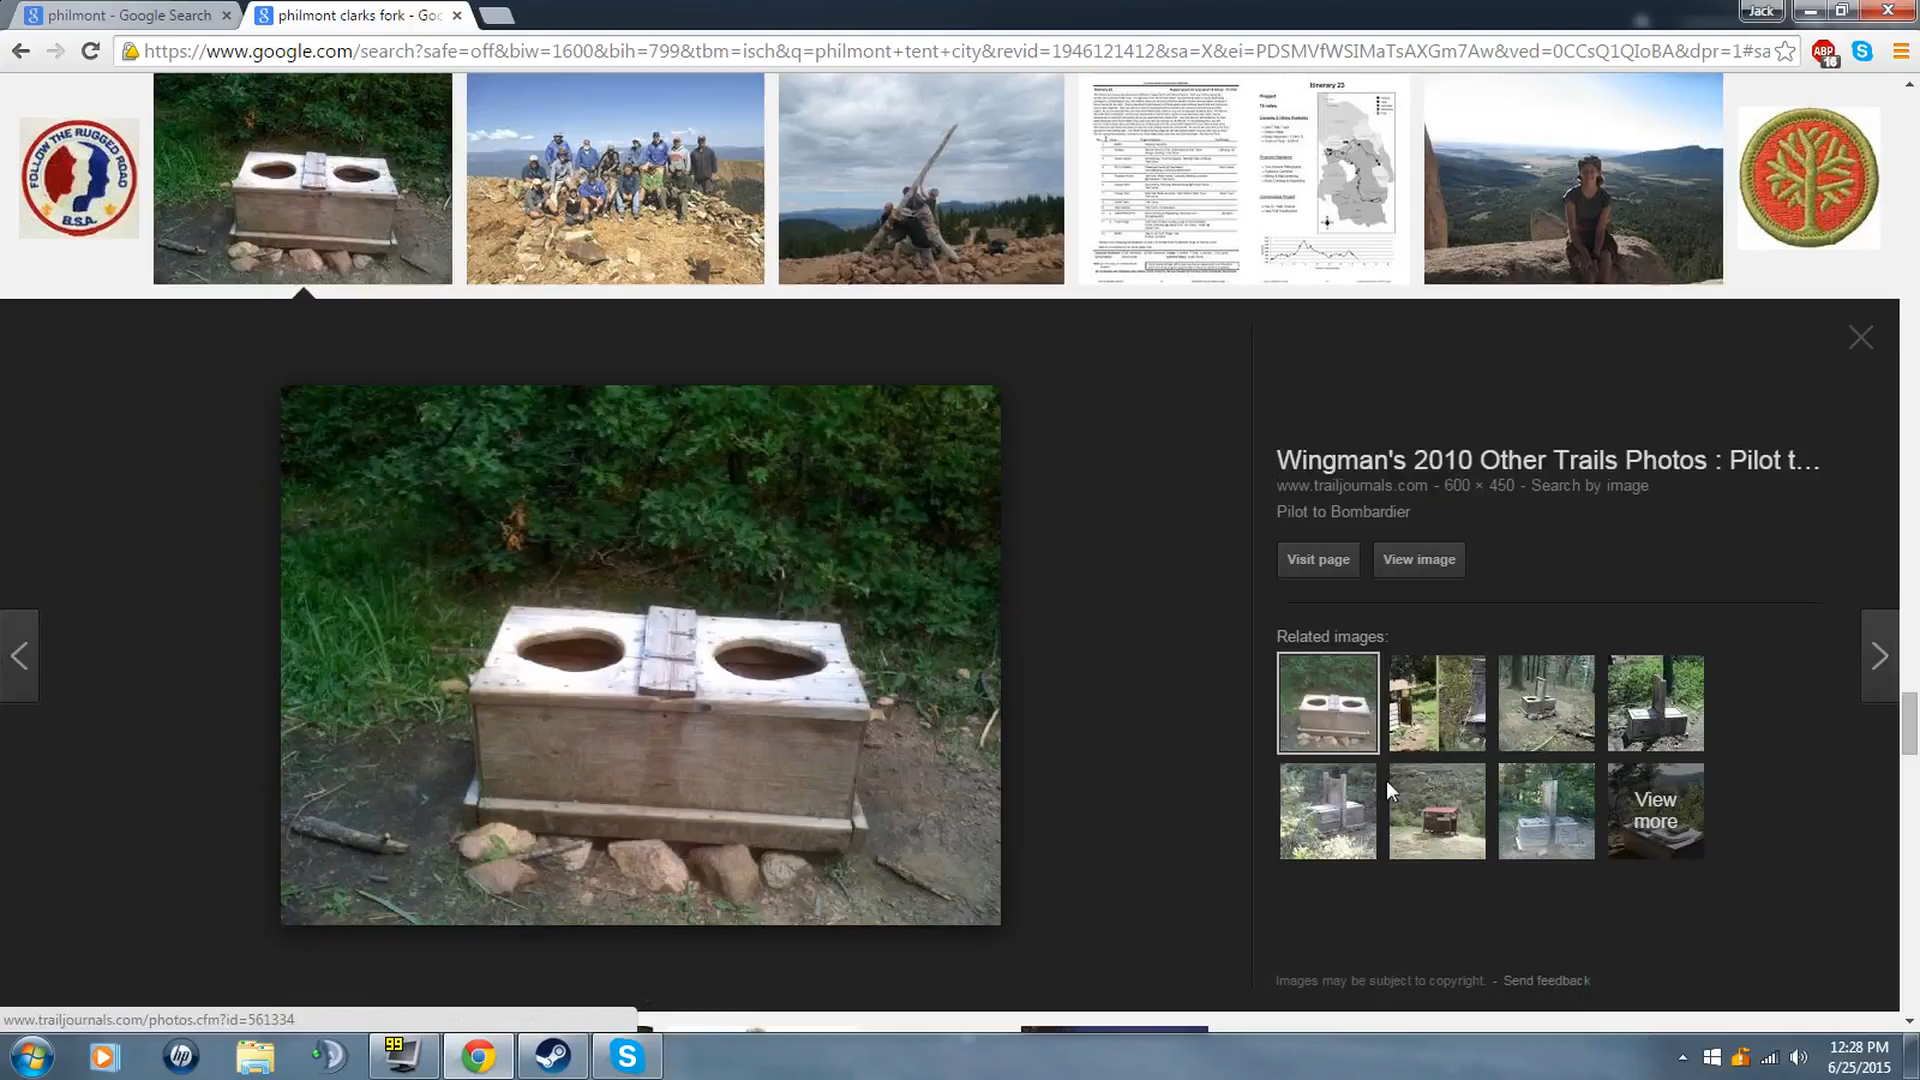 philmont - Google Search
philmont clarks fork - Goo
Jack
https://www.google.com/search?safe=off&biw=1600&bih=799&tbm=isch&q=philmont+tent+city&revid=1946121412&sa=X&ei=PDSMVfWSIMaTsAXGm7Aw&ved=0CCsQ1QIoBA&dpr=1#sa
ABP
16
FOLLOW THE RUGGED ROAD
B.S.A.
Itinerary 23
Wingman's 2010 Other Trails Photos : Pilot t...
www.trailjournals.com - 600 × 450 - Search by image
Pilot to Bombardier
Visit page
View image
Related images:
View
more
Images may be subject to copyright. - Send feedback
www.trailjournals.com/photos.cfm?id=561334
99
12:28 PM
6/25/2015